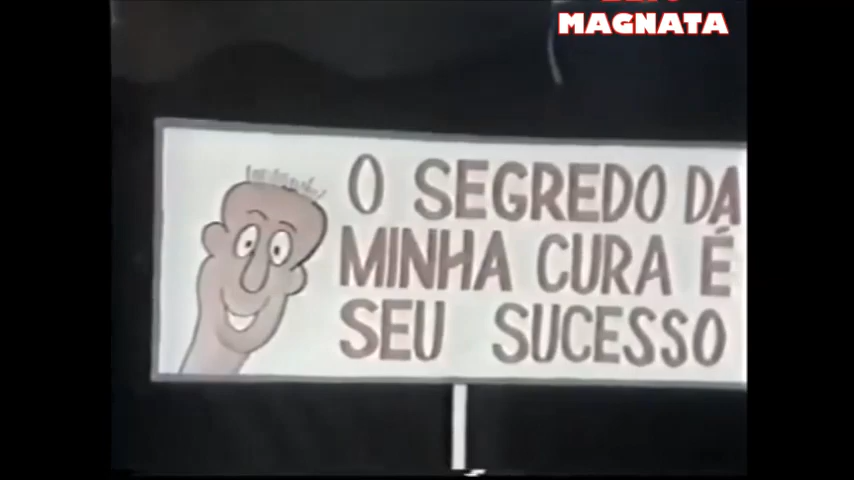 MAGNATA
O SEGREDO DA
MINHA CURA É
SEU SUCESSO